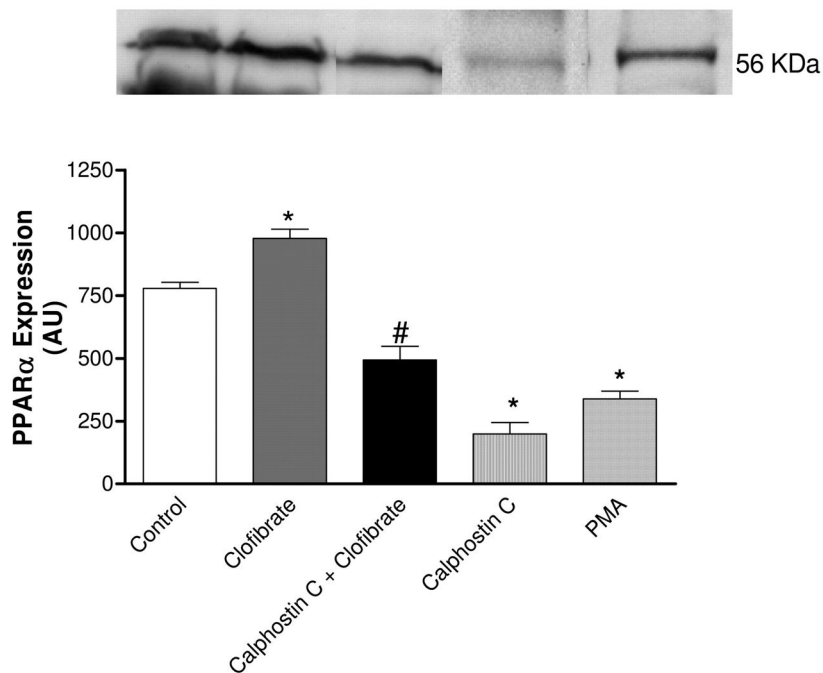 56 KDa
PPARα Expression
(AU)
1250
1000
750
500
250
0
*
#
*
*
Control
Clofibrate
Calphostin C + Clofibrate
Calphostin C
PMA